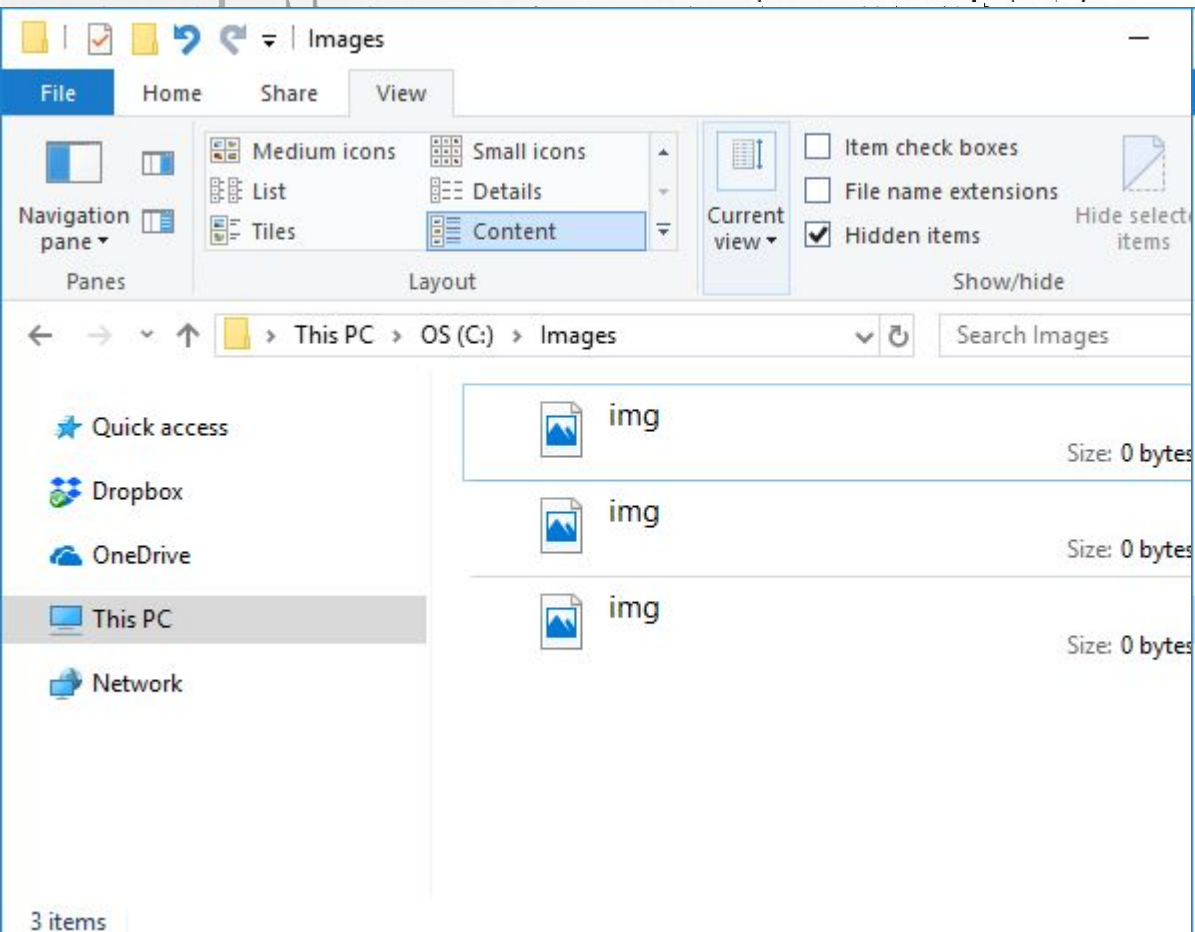 Images
File Home Share View
Medium icons Small icons
Item check boxes
List Details
File name extensions
Navigation pane
Tiles Content
Current view
Hidden items
Hide items
Panes Layout Show/hide
This PC OS (C:) Images Search Images
Quick access
Dropbox
OneDrive
This PC
Network
img
Size: 0 bytes
img
Size: 0 bytes
img
Size: 0 bytes
3 items